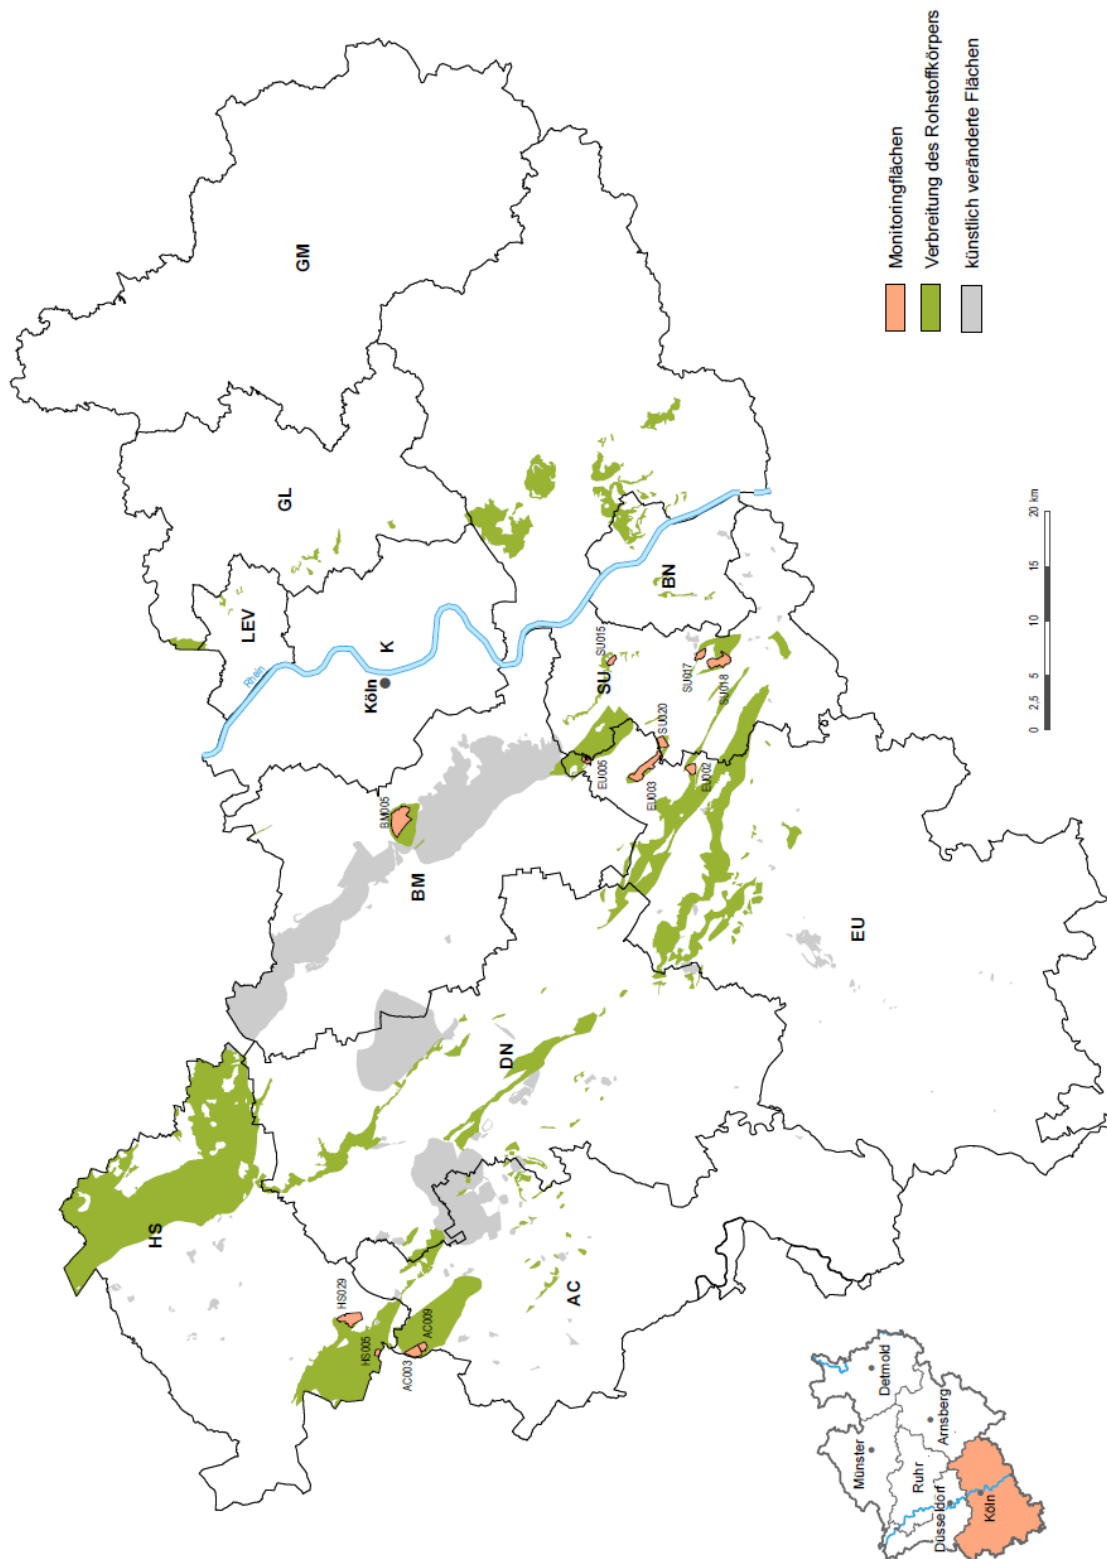 Monitoringflächen
Verbreitung des Rohstoffkörpers
künstlich veränderte Flächen
GM
GL
LEV
Rhein
K
Köln
BN
SU
SU015
SU017
SU018
SU020
EU005
EU003
EU002
BM005
BM
EU
DN
HS
HS029
HS005
AC003
AC009
AC
0
2,5
5
10
15
20 km
Münster
Detmold
Ruhr
Arnsberg
Düsseldorf
Köln